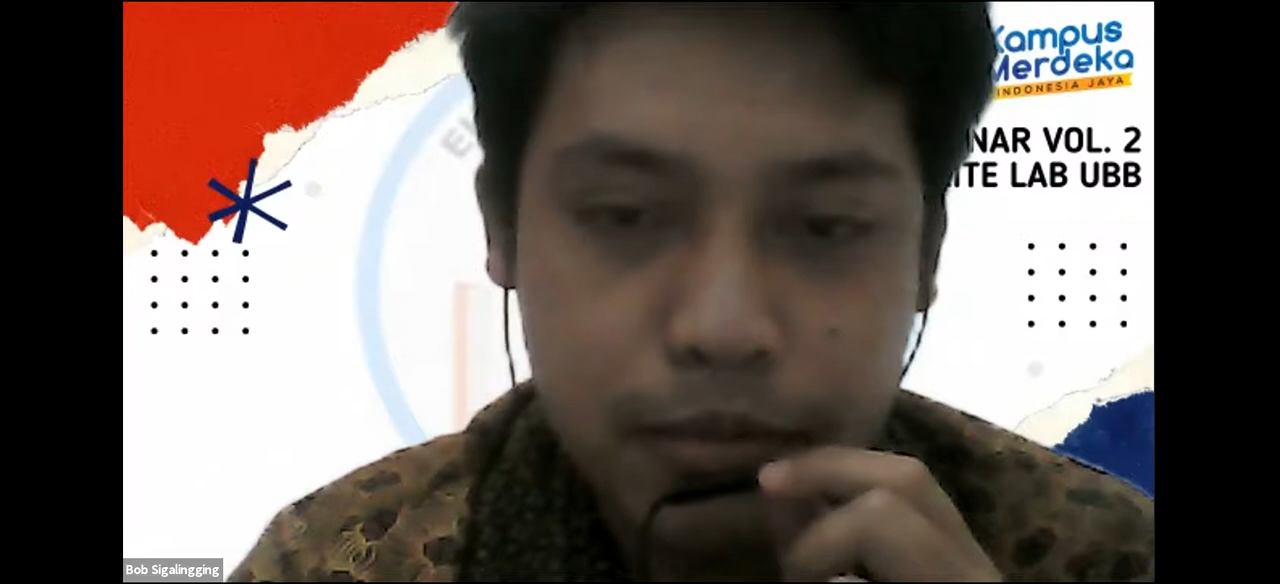 Kampus
Merdeka
INDONESIA JAYA
NAR VOL. 2
ITE LAB UBB
Bob Sigalingging